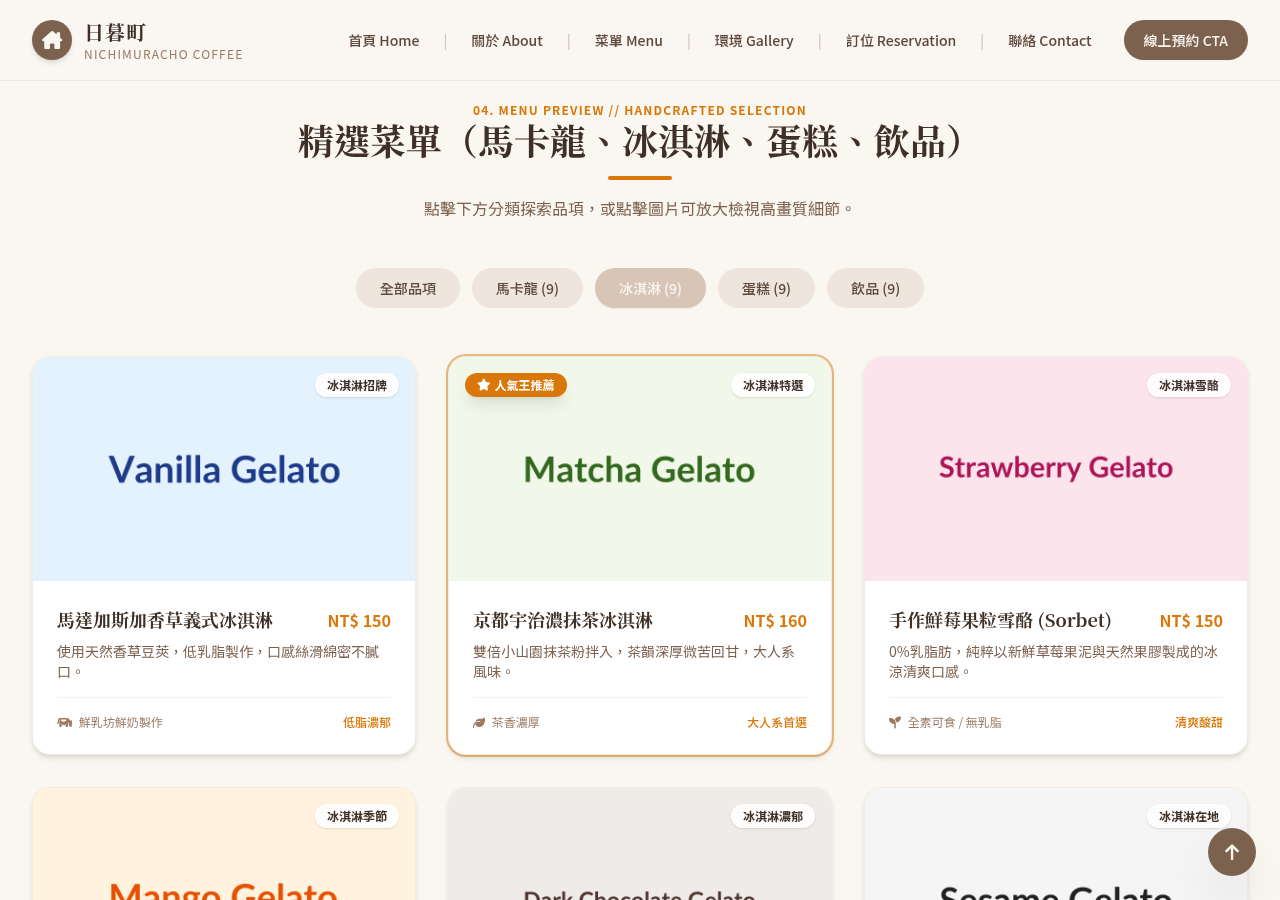 日暮町
NICHIMURACHO COFFEE
首頁 Home | 關於 About | 菜單 Menu | 環境 Gallery | 訂位 Reservation | 聯絡 Contact
線上預約 CTA
04. MENU PREVIEW // HANDCRAFTED SELECTION
精選菜單（馬卡龍、冰淇淋、蛋糕、飲品）
點擊下方分類探索品項，或點擊圖片可放大檢視高畫質細節。
全部品項
馬卡龍 (9)
冰淇淋 (9)
蛋糕 (9)
飲品 (9)
冰淇淋招牌
Vanilla Gelato
馬達加斯加香草義式冰淇淋
NT$ 150
使用天然香草豆莢，低乳脂製作，口感絲滑綿密不膩
口。
鮮乳坊鮮奶製作
低脂濃郁
人氣王推薦
冰淇淋特選
Matcha Gelato
京都宇治濃抹茶冰淇淋
NT$ 160
雙倍小山園抹茶粉拌入，茶韻深厚微苦回甘，大人系
風味。
茶香濃厚
大人系首選
冰淇淋雪酪
Strawberry Gelato
手作鮮莓果粒雪酪 (Sorbet)
NT$ 150
0%乳脂肪，純粹以新鮮草莓果泥與天然果膠製成的冰
涼清爽口感。
全素可食 / 無乳脂
清爽酸甜
冰淇淋季節
Mango Gelato
冰淇淋濃郁
Dark Chocolate Gelato
冰淇淋在地
Sesame Gelato